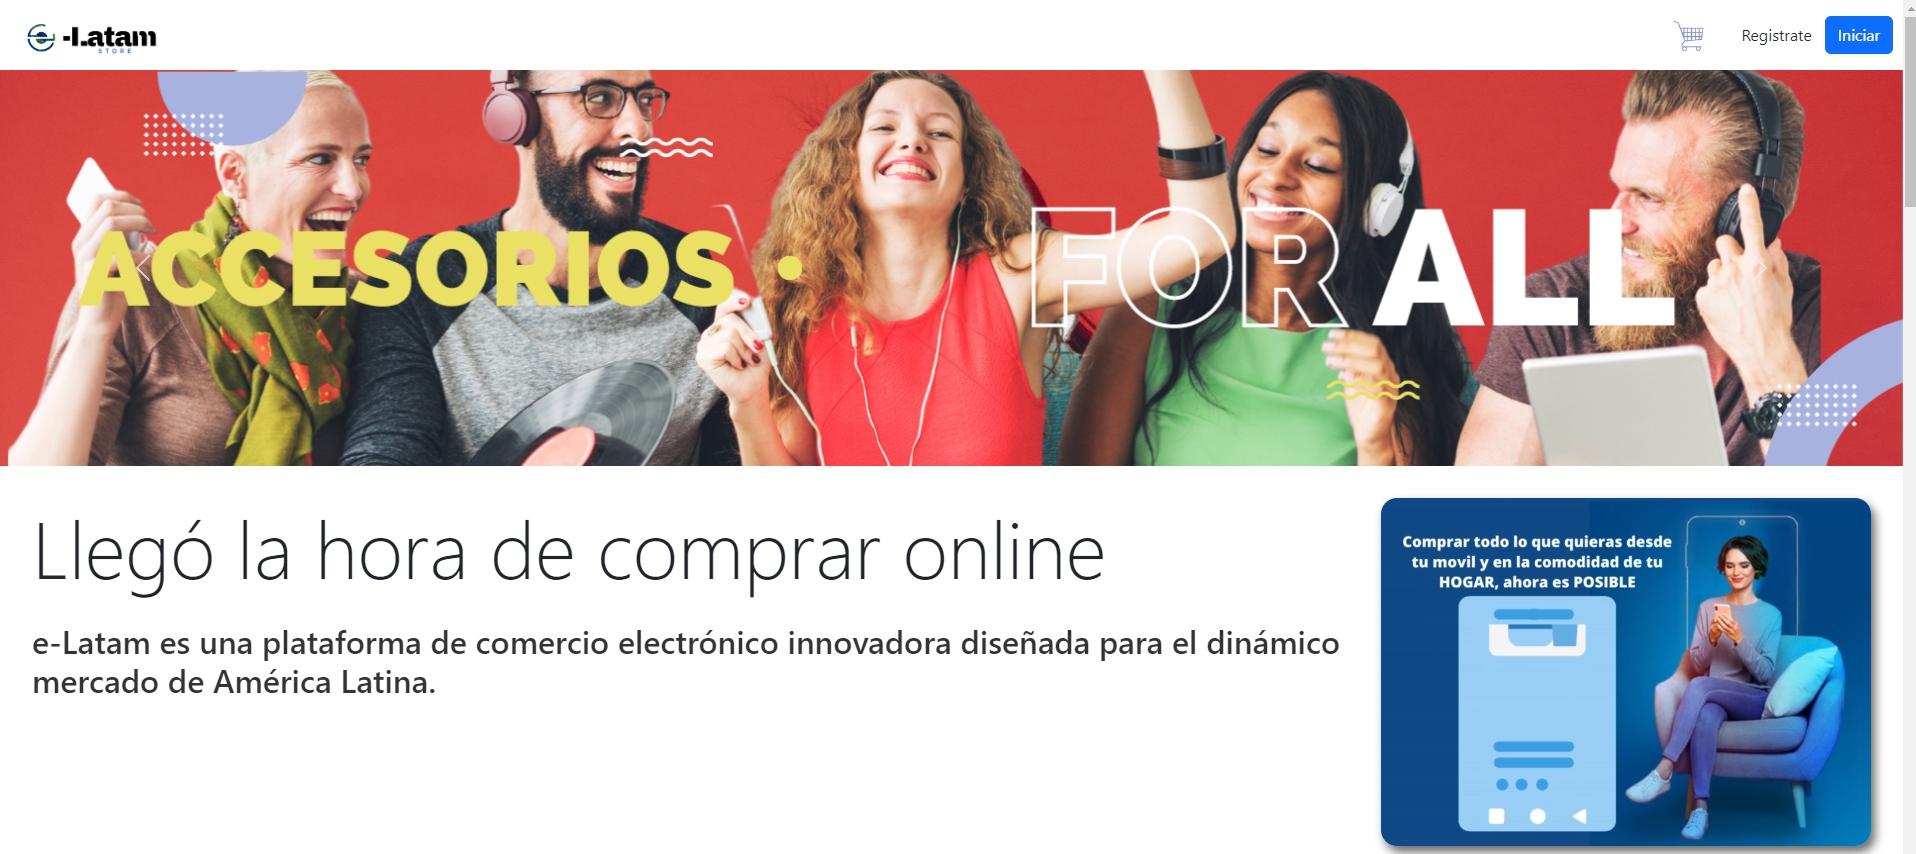 e-Latam
STORE
Registrate
Iniciar
ACCESORIOS • FOR ALL
Llegó la hora de comprar online
e-Latam es una plataforma de comercio electrónico innovadora diseñada para el dinámico
mercado de América Latina.
Comprar todo lo que quieras desde
tu movil y en la comodidad de tu
HOGAR, ahora es POSIBLE